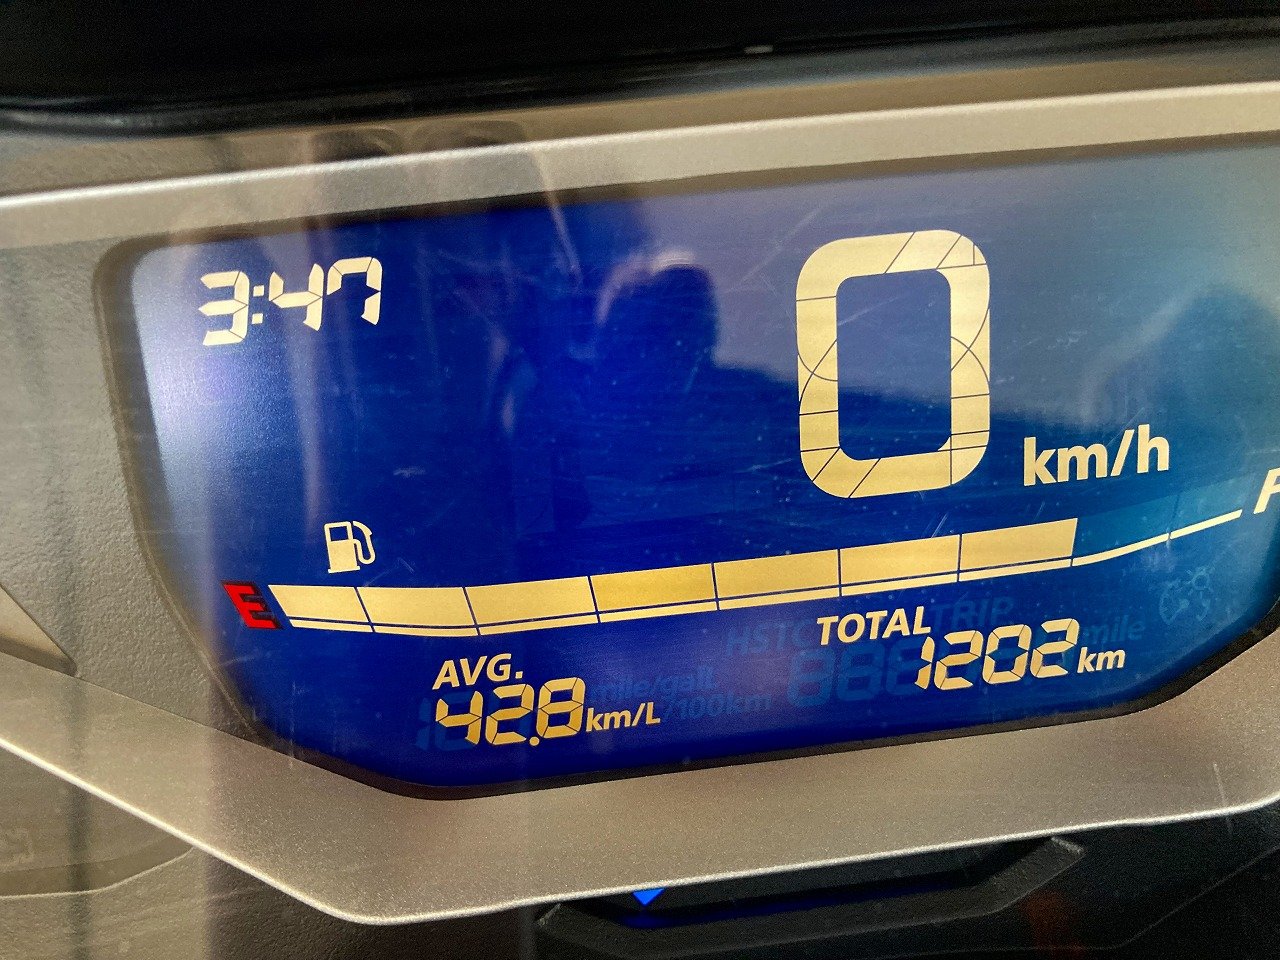 3:47
0 km/h
E F
TOTAL
1202 km
AVG.
42.8 km/L